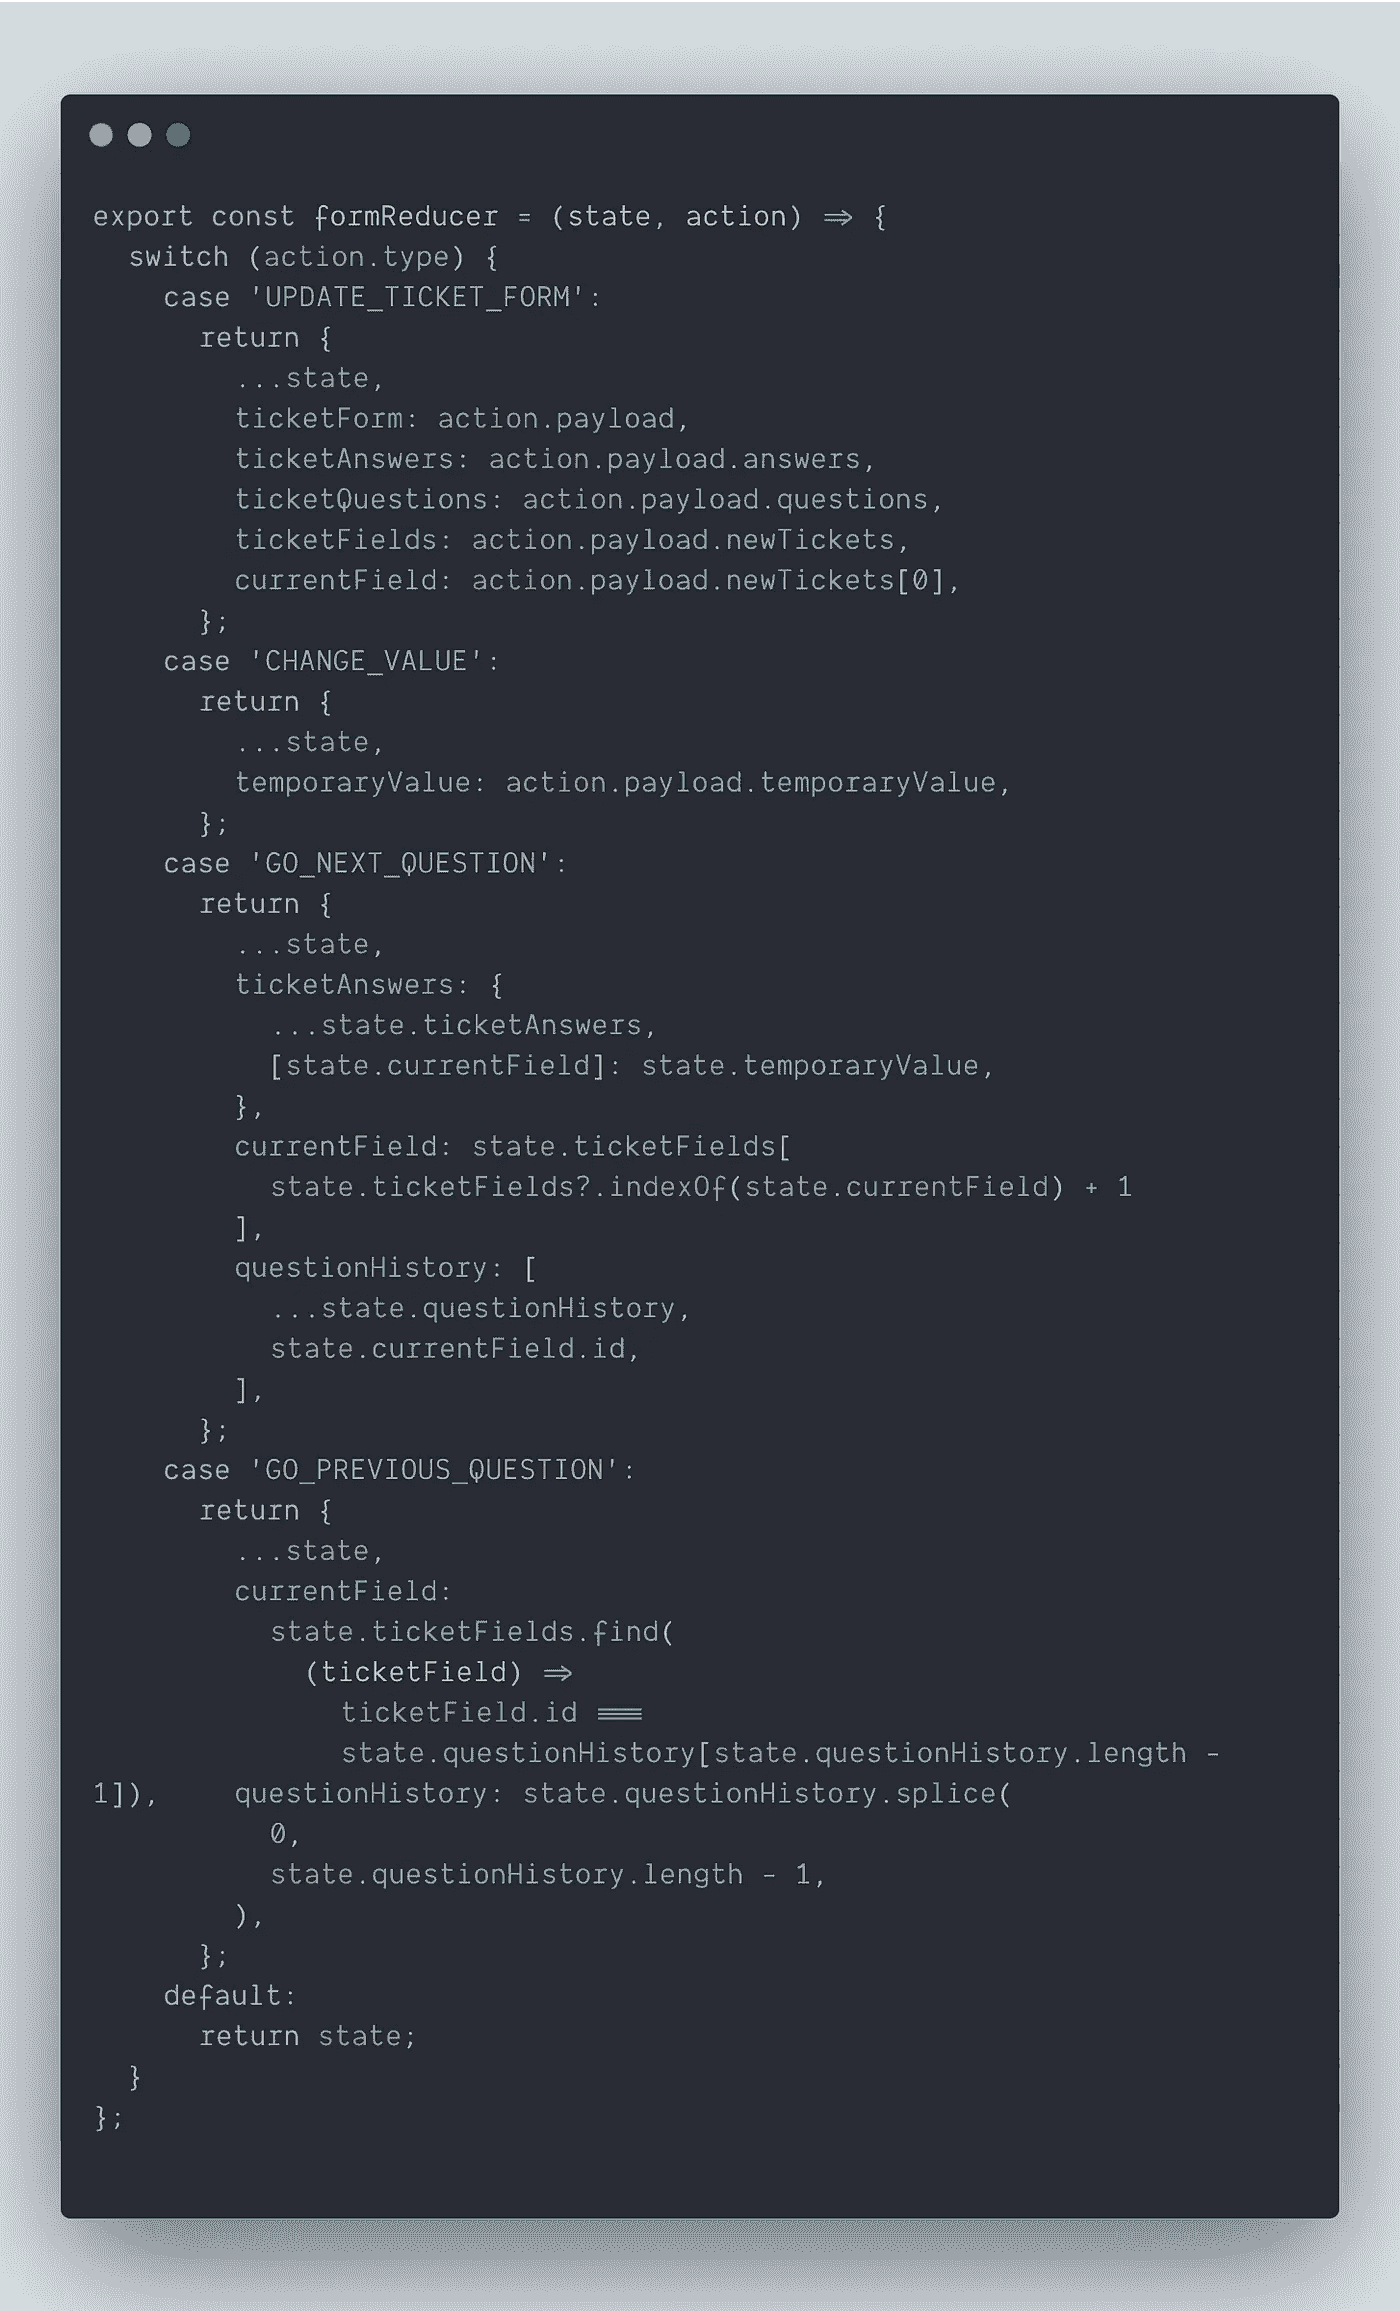 export const formReducer = (state, action) => {
  switch (action.type) {
    case 'UPDATE_TICKET_FORM':
      return {
        ...state,
        ticketForm: action.payload,
        ticketAnswers: action.payload.answers,
        ticketQuestions: action.payload.questions,
        ticketFields: action.payload.newTickets,
        currentField: action.payload.newTickets[0],
      };
    case 'CHANGE_VALUE':
      return {
        ...state,
        temporaryValue: action.payload.temporaryValue,
      };
    case 'GO_NEXT_QUESTION':
      return {
        ...state,
        ticketAnswers: {
          ...state.ticketAnswers,
          [state.currentField]: state.temporaryValue,
        },
        currentField: state.ticketFields[
          state.ticketFields?.indexOf(state.currentField) + 1
        ],
        questionHistory: [
          ...state.questionHistory,
          state.currentField.id,
        ],
      };
    case 'GO_PREVIOUS_QUESTION':
      return {
        ...state,
        currentField:
          state.ticketFields.find(
            (ticketField) =>
              ticketField.id ===
              state.questionHistory[state.questionHistory.length -
1]),    questionHistory: state.questionHistory.splice(
          0,
          state.questionHistory.length - 1,
        ),
      };
    default:
      return state;
  }
};